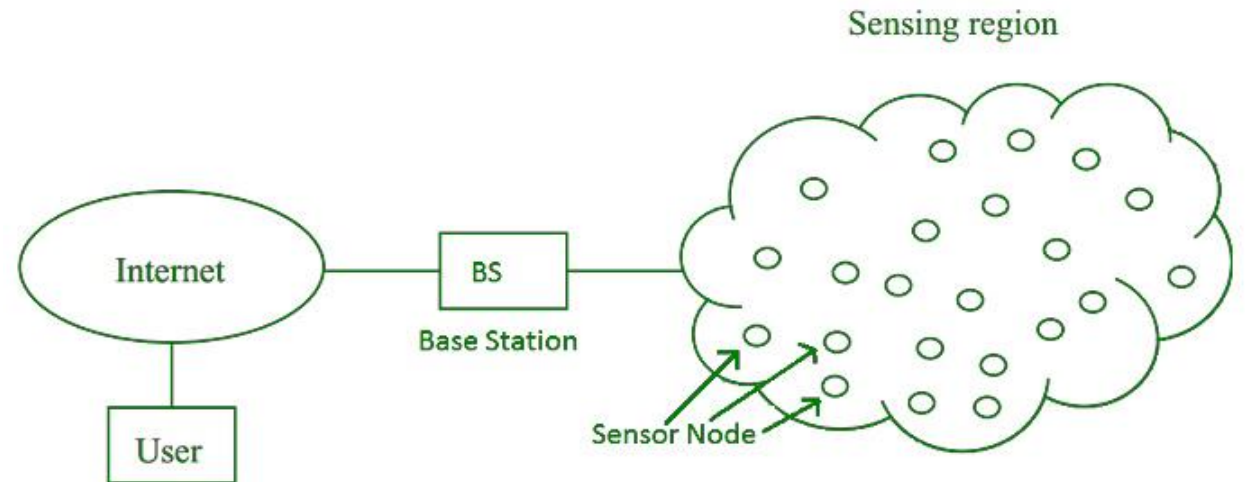 Sensing region
Internet
BS
Base Station
Sensor Node
User